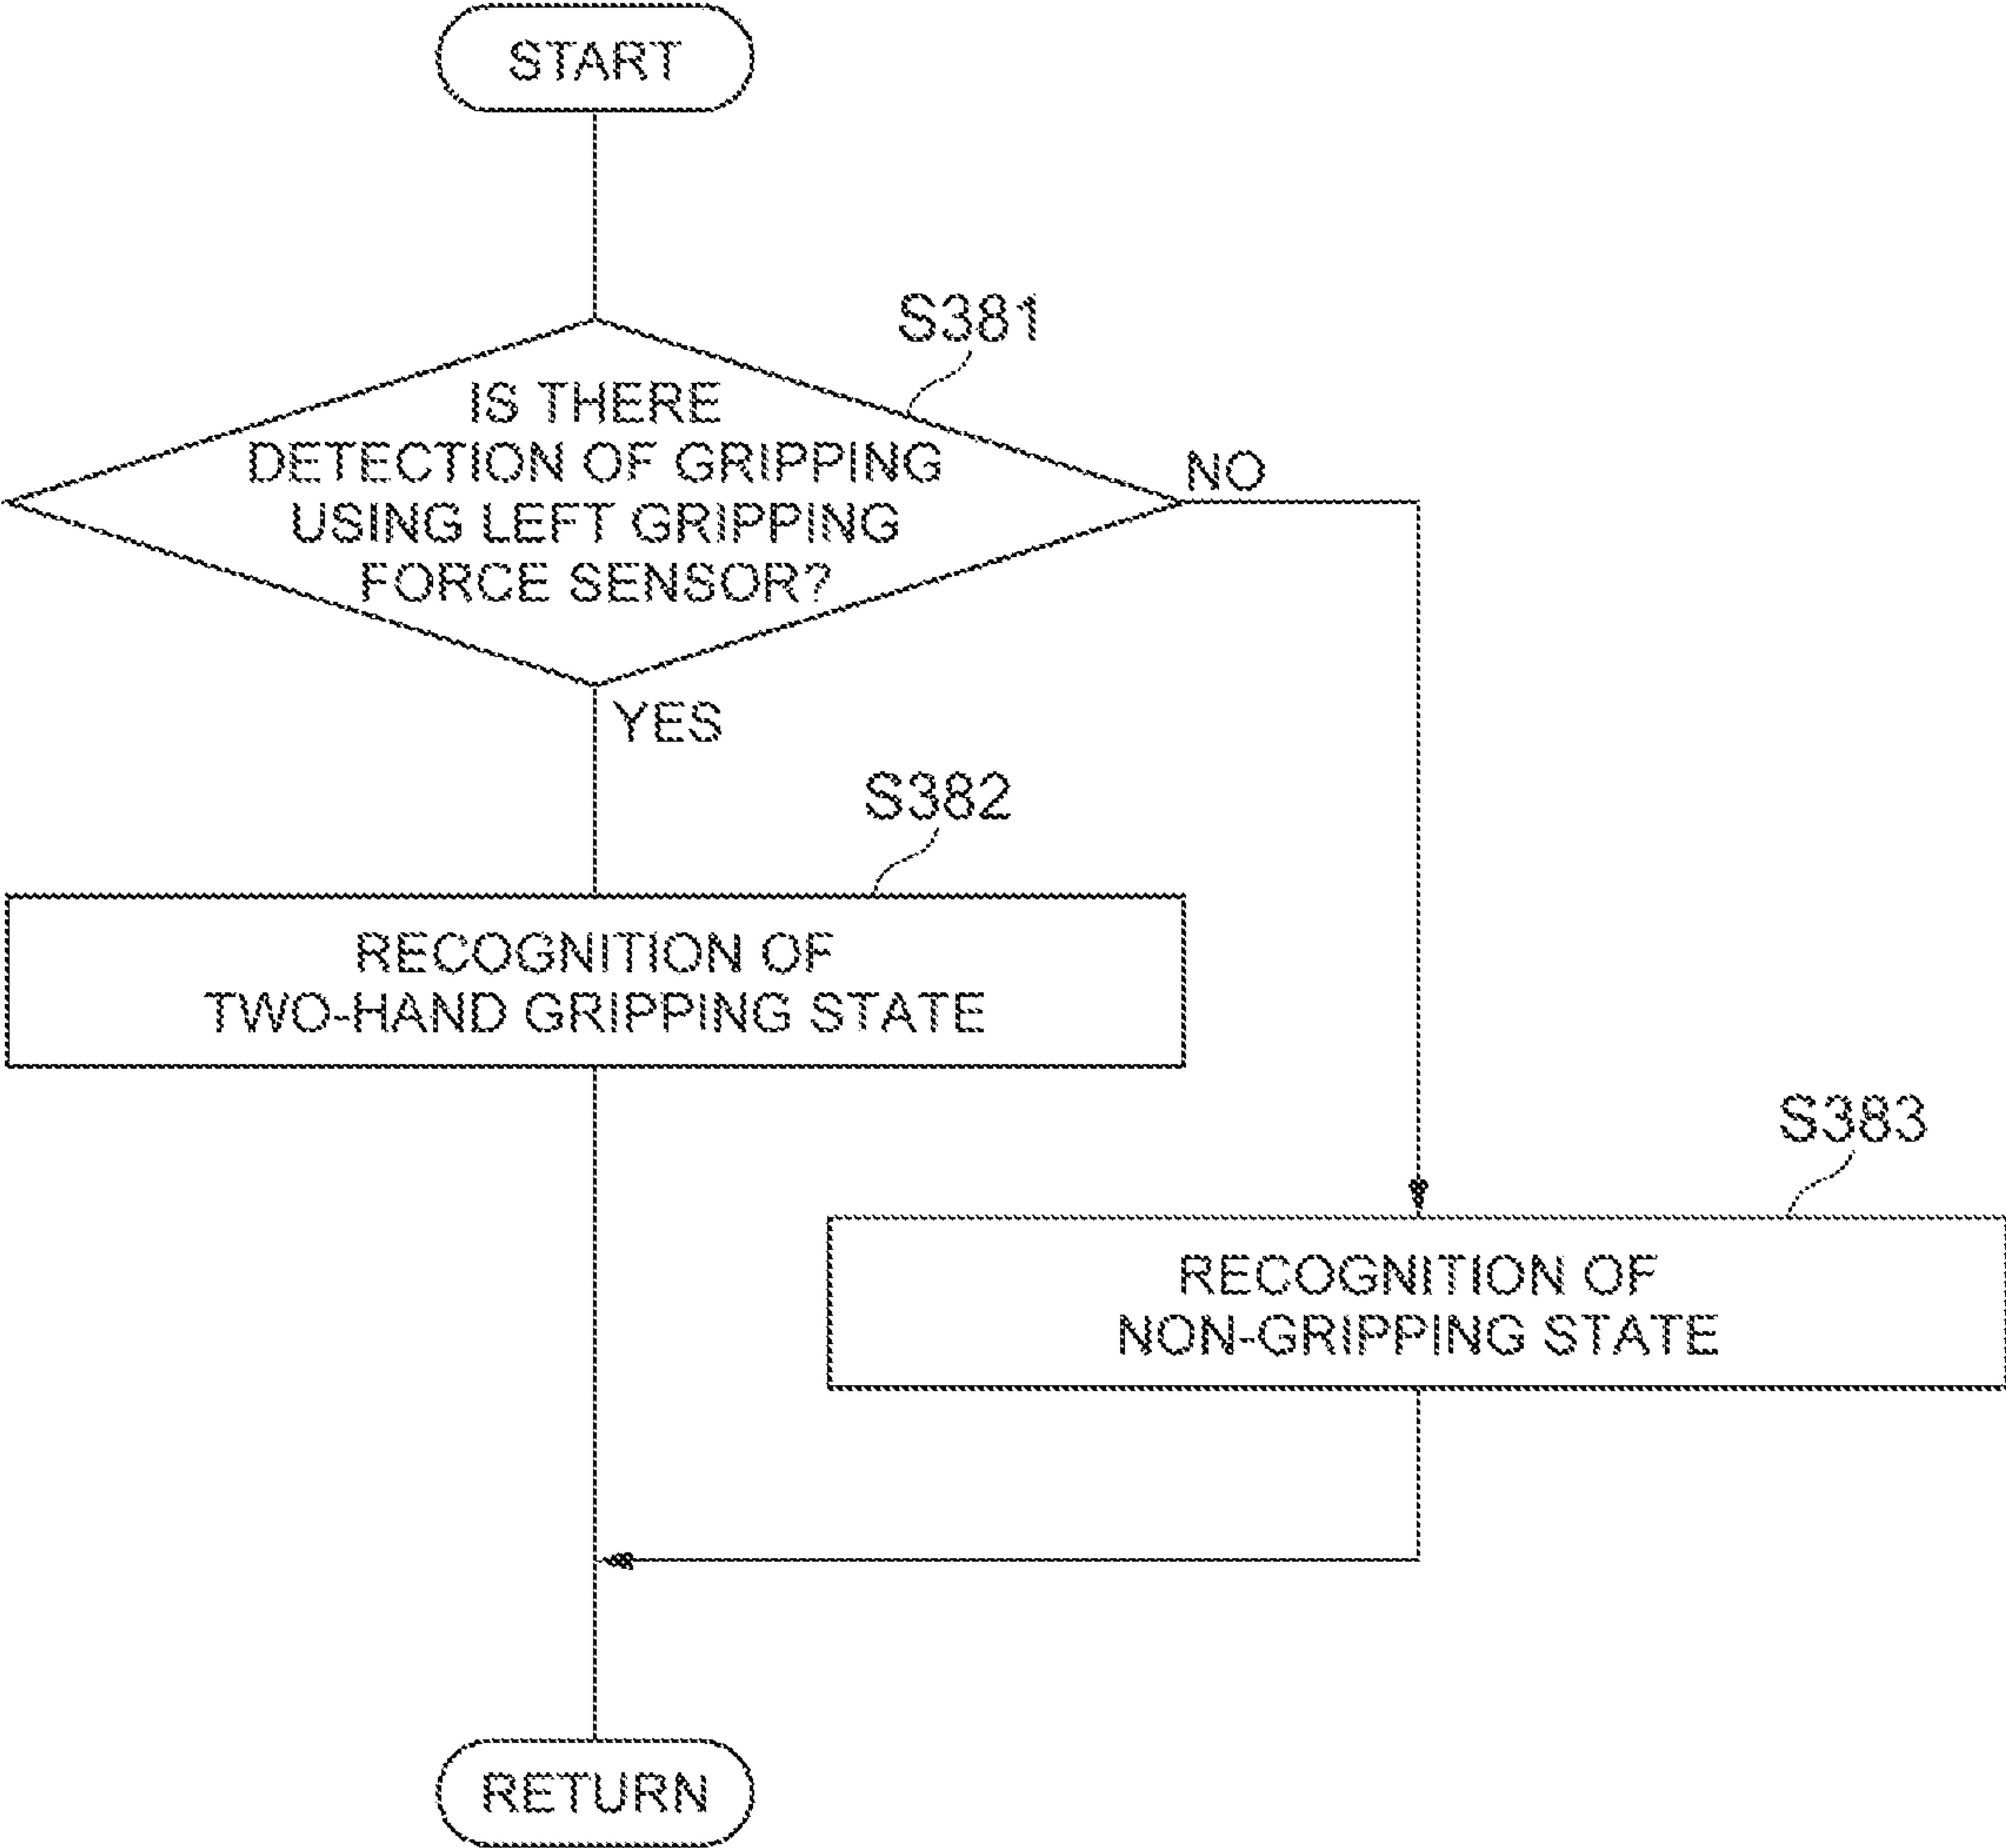 START
S381
IS THERE
DETECTION OF GRIPPING
USING LEFT GRIPPING
FORCE SENSOR?
NO
YES
S382
RECOGNITION OF
TWO-HAND GRIPPING STATE
S383
RECOGNITION OF
NON-GRIPPING STATE
RETURN